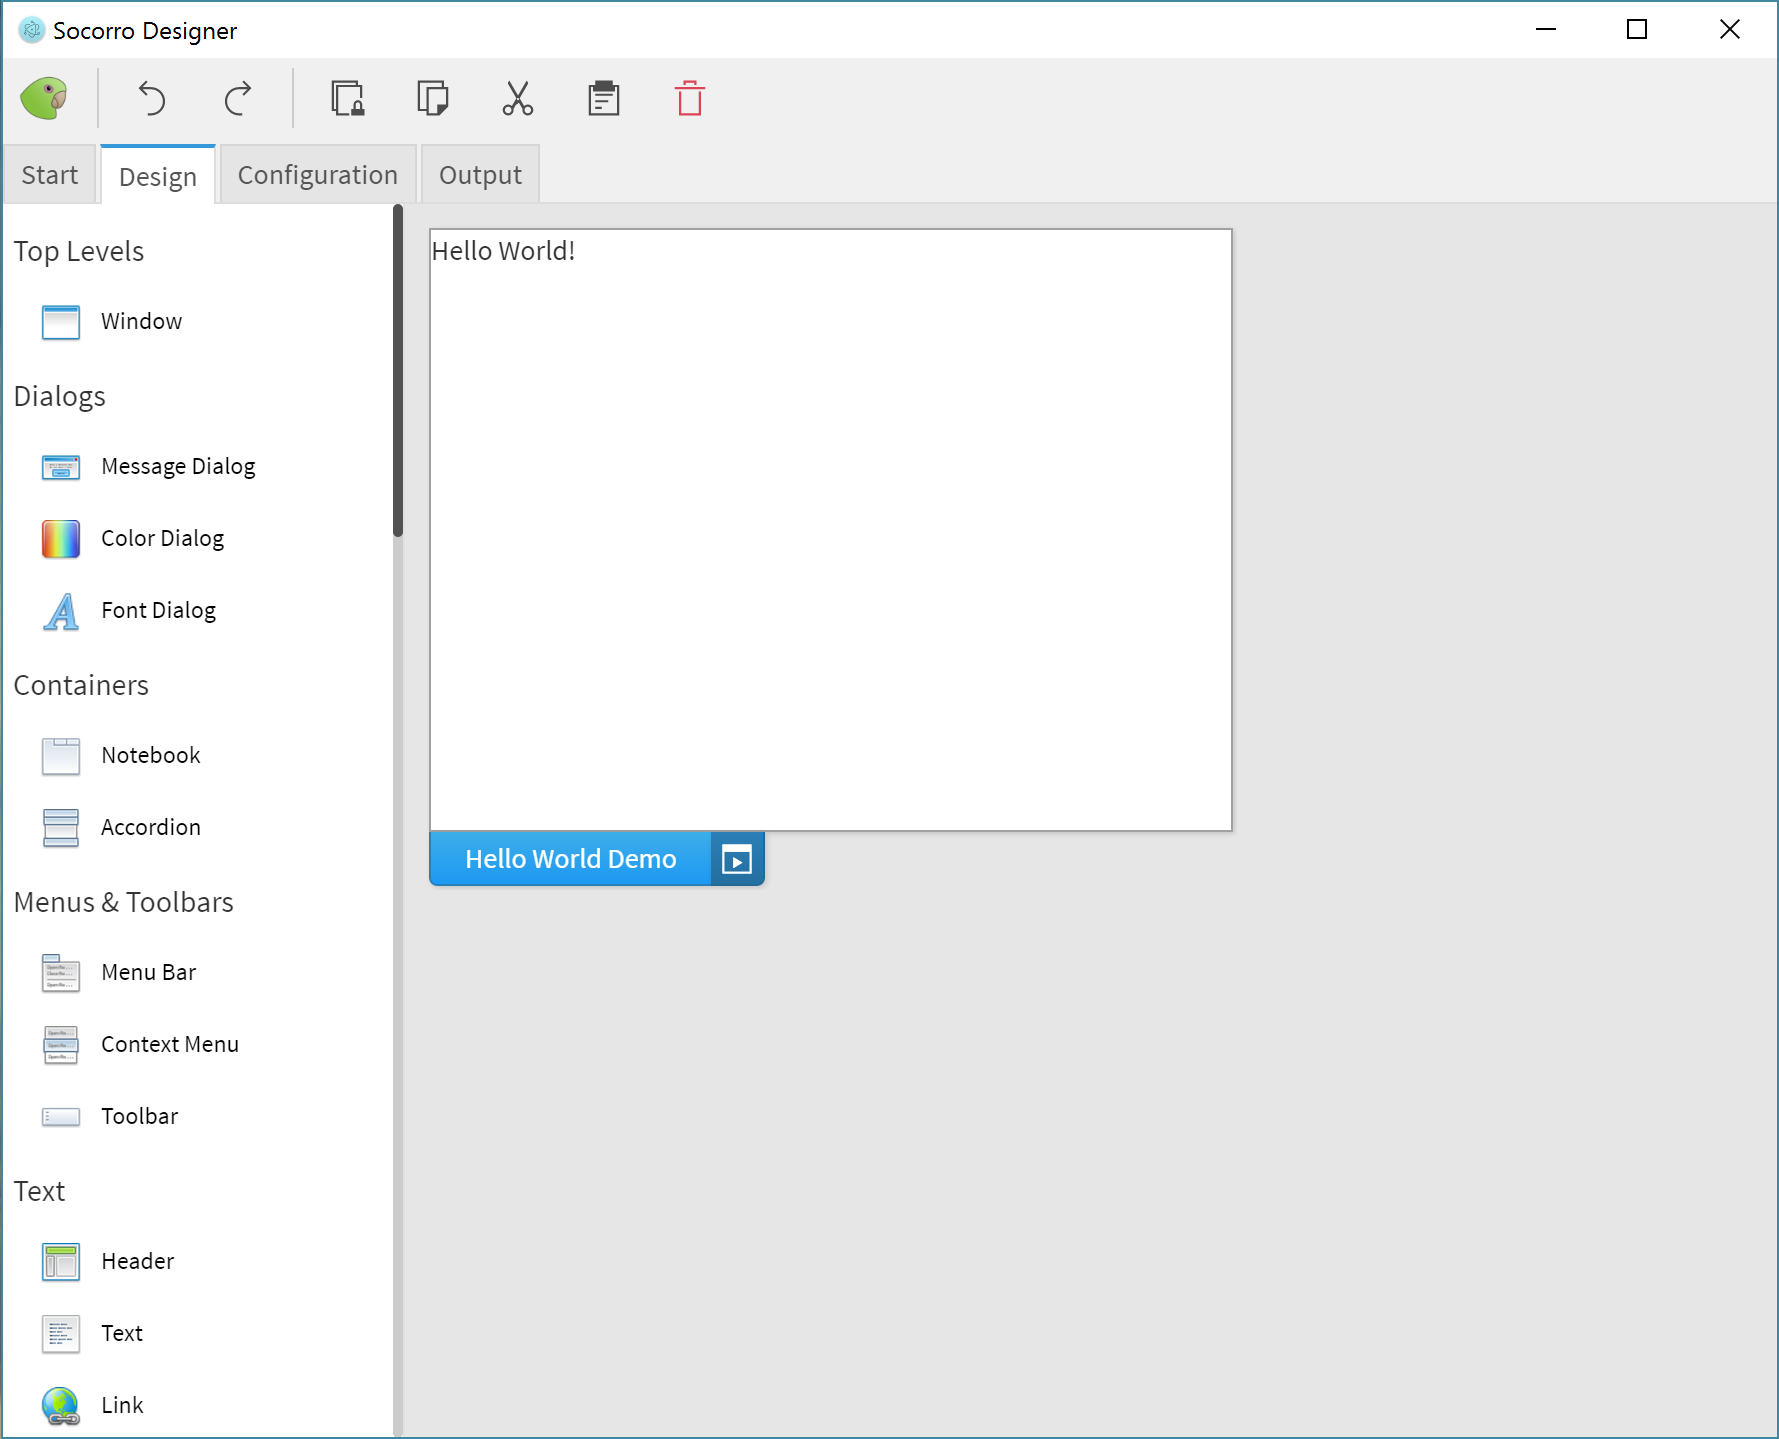 Socorro Designer
Start
Design
Configuration
Output
Top Levels
Window
Dialogs
Message Dialog
Color Dialog
Font Dialog
Containers
Notebook
Accordion
Menus & Toolbars
Menu Bar
Context Menu
Toolbar
Text
Header
Text
Link
Hello World!
Hello World Demo